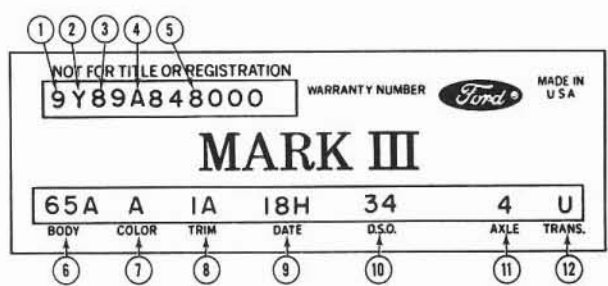 1 2 3 4 5
NOT FOR TITLE OR REGISTRATION
9Y89A848000 WARRANTY NUMBER Ford MADE IN
USA
MARK III
65A A 1A 18H 34 4 U
BODY COLOR TRIM DATE D.S.O. AXLE TRANS.
6 7 8 9 10 11 12